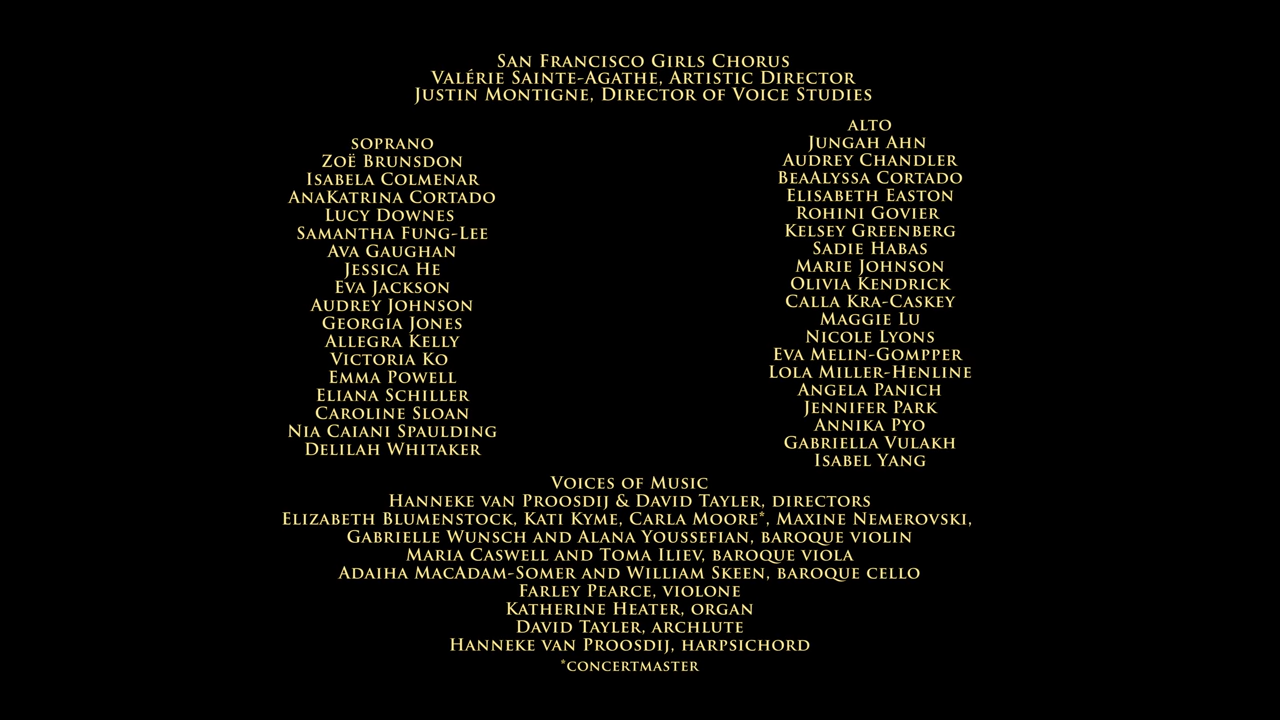 San Francisco Girls Chorus
Valérie Sainte-Agathe, Artistic Director
Justin Montigne, Director of Voice Studies
soprano
Zoë Brunsdon
Isabela Colmenar
AnaKatrina Cortado
Lucy Downes
Samantha Fung-Lee
Ava Gaughan
Jessica He
Eva Jackson
Audrey Johnson
Georgia Jones
Allegra Kelly
Victoria Ko
Emma Powell
Eliana Schiller
Caroline Sloan
Nia Caiani Spaulding
Delilah Whitaker
alto
Jungah Ahn
Audrey Chandler
BeaAlyssa Cortado
Elisabeth Easton
Rohini Govier
Kelsey Greenberg
Sadie Habas
Marie Johnson
Olivia Kendrick
Calla Kra-Caskey
Maggie Lu
Nicole Lyons
Eva Melin-Gompper
Lola Miller-Henline
Angela Panich
Jennifer Park
Annika Pyo
Gabriella Vulakh
Isabel Yang
Voices of Music
Hanneke van Proosdij & David Tayler, directors
Elizabeth Blumenstock, Kati Kyme, Carla Moore*, Maxine Nemerovski,
Gabrielle Wunsch and Alana Youssefian, baroque violin
Maria Caswell and Toma Iliev, baroque viola
Adaiha MacAdam-Somer and William Skeen, baroque cello
Farley Pearce, violone
Katherine Heater, organ
David Tayler, archlute
Hanneke van Proosdij, harpsichord
*concertmaster